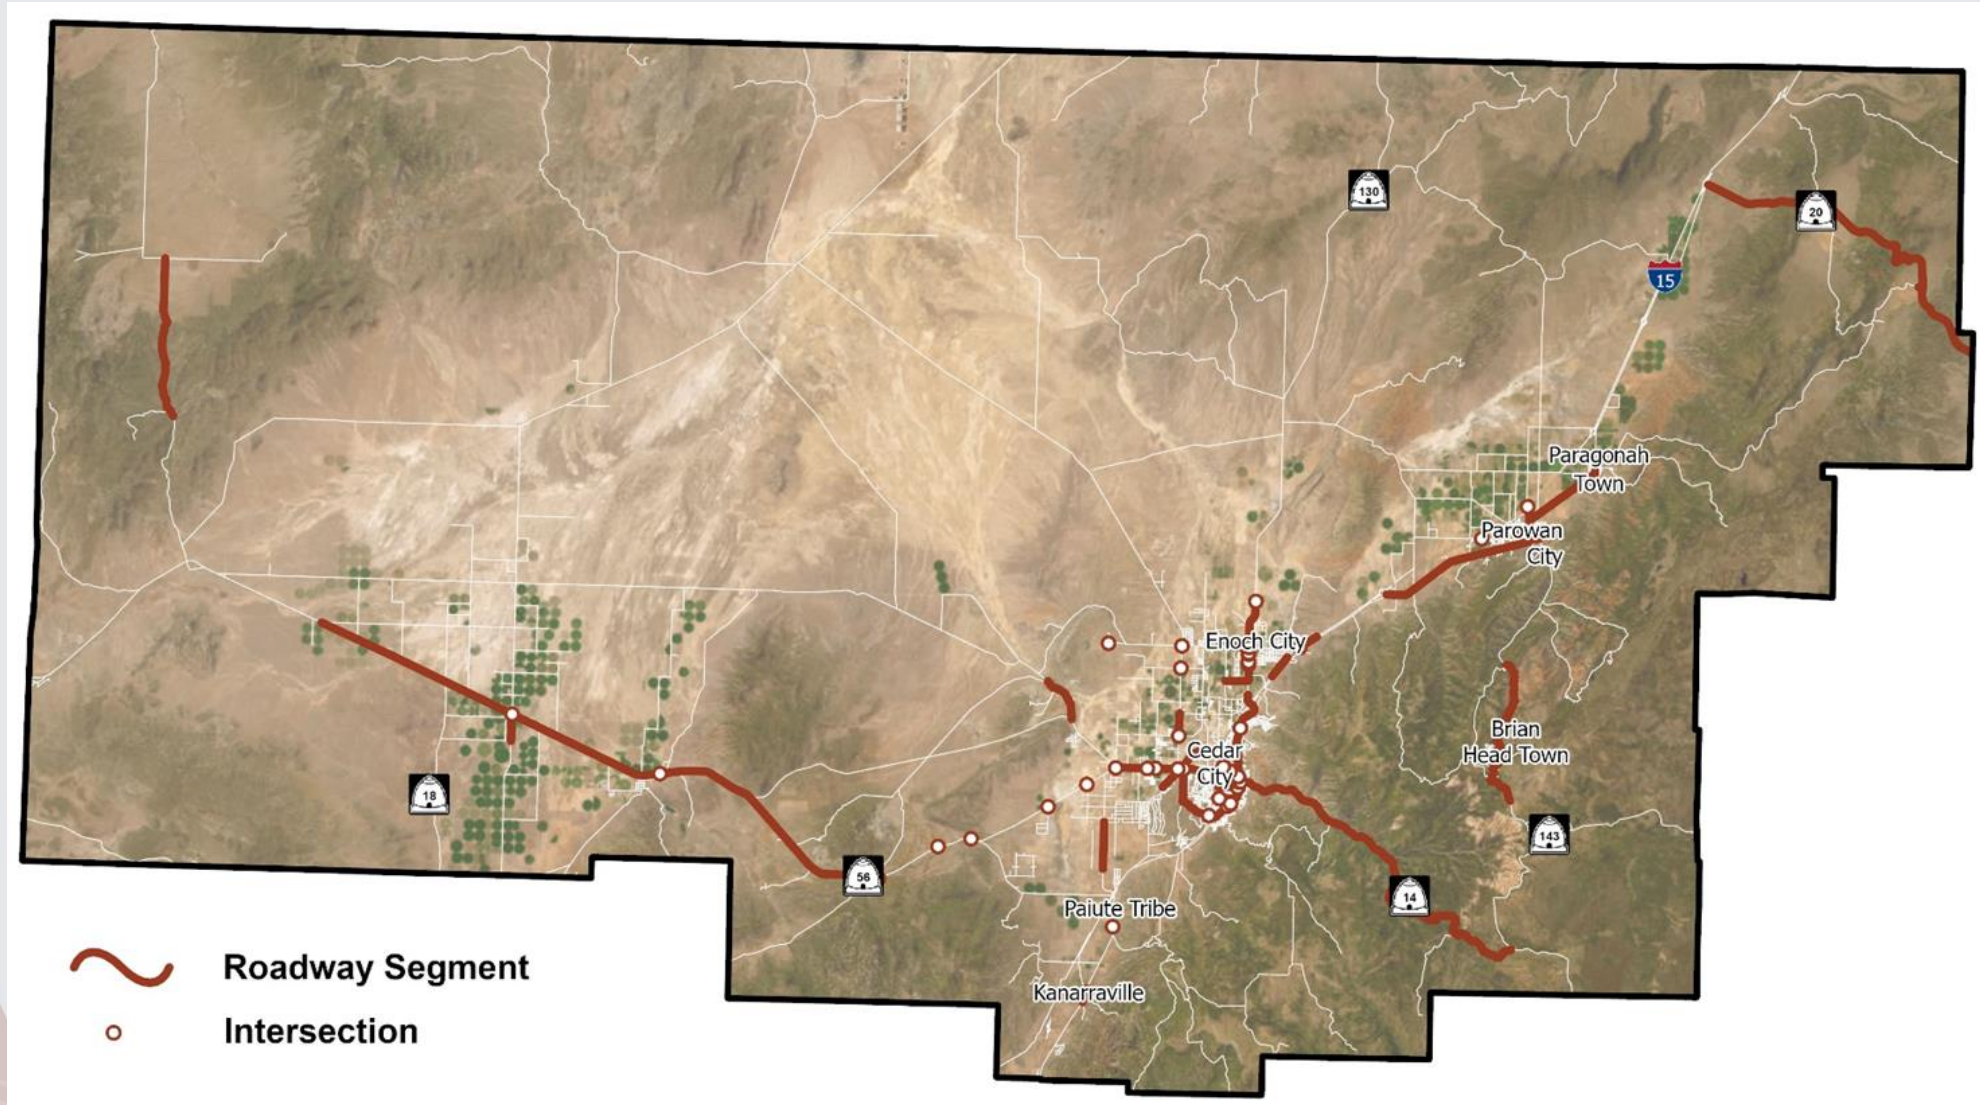 130
20
15
Paragonah
Town
Parowan
City
Enoch City
Brian
Head Town
Cedar
City
18
143
56
14
Paiute Tribe
Roadway Segment
Kanarraville
Intersection